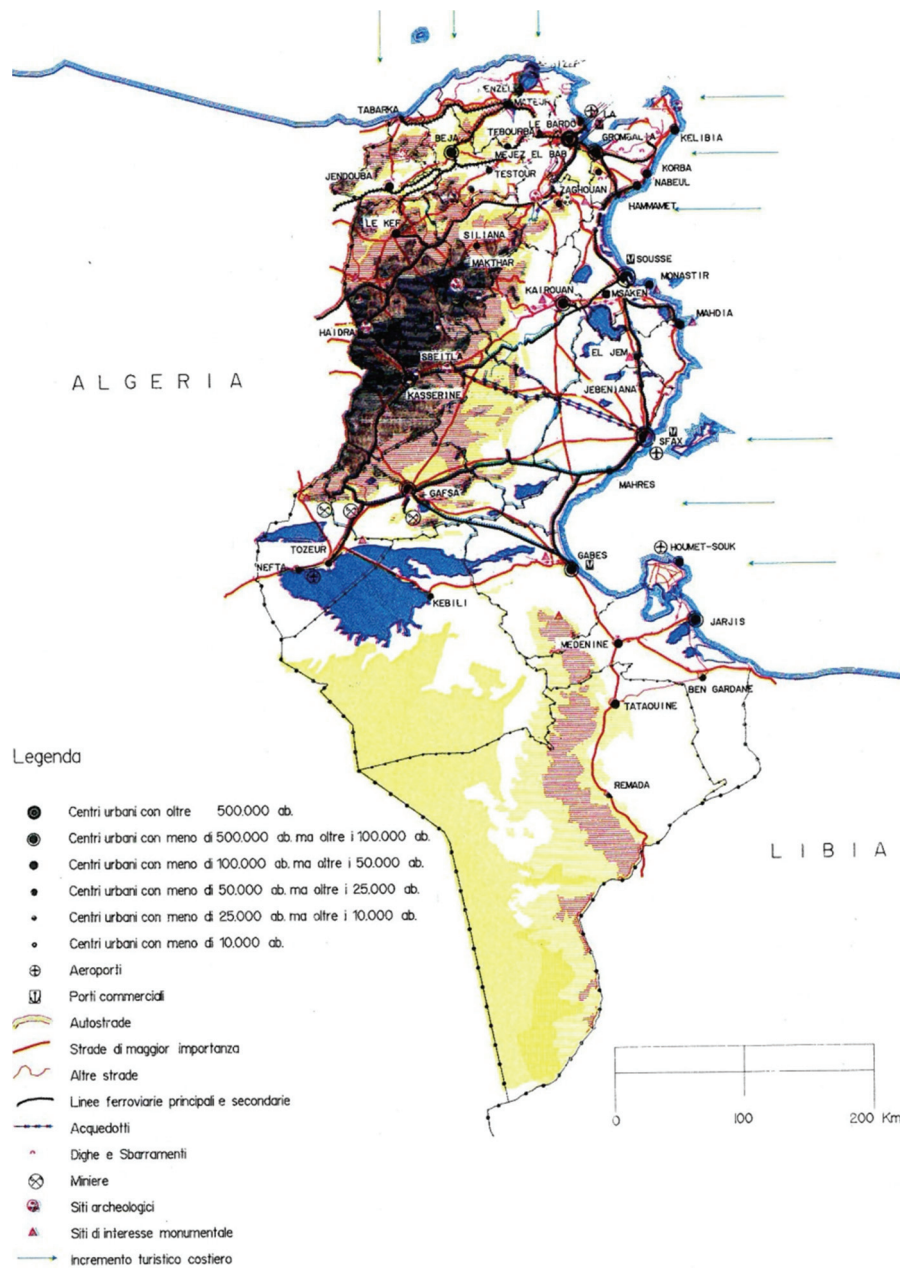 TABARKA
MATEUR
LE BARDO
LA
TEBOURBA
GROMBALIA
KELIBIA
BEJA
MEJEZ EL BAB
TESTOUR
KORBA
JENDOUBA
NABEUL
ZAGHOUAN
HAMMAMET
LE KEF
SILIANA
SOUSSE
MAKTHAR
MONASTIR
KAIROUAN
MSAKEN
MAHDIA
HAIDRA
EL JEM
SBEITLA
ALGERIA
JEBENIANA
KASSERINE
SFAX
MAHRES
GAFSA
TOZEUR
HOUMET-SOUK
GABES
NEFTA
KEBILI
JARJIS
MEDENINE
BEN GARDANE
TATAOUINE
REMADA
LIBIA
Legenda
Centri urbani con oltre 500.000 ab.
Centri urbani con meno di 500.000 ab. ma oltre i 100.000 ab.
Centri urbani con meno di 100.000 ab. ma oltre i 50.000 ab.
Centri urbani con meno di 50.000 ab. ma oltre i 25.000 ab.
Centri urbani con meno di 25.000 ab. ma oltre i 10.000 ab.
Centri urbani con meno di 10.000 ab.
Aeroporti
Porti commerciali
Autostrade
Strade di maggior importanza
Altre strade
Linee ferroviarie principali e secondarie
Acquedotti
Dighe e Sbarramenti
Miniere
Siti archeologici
Siti di interesse monumentale
incremento turistico costiero
0 100 200 Km